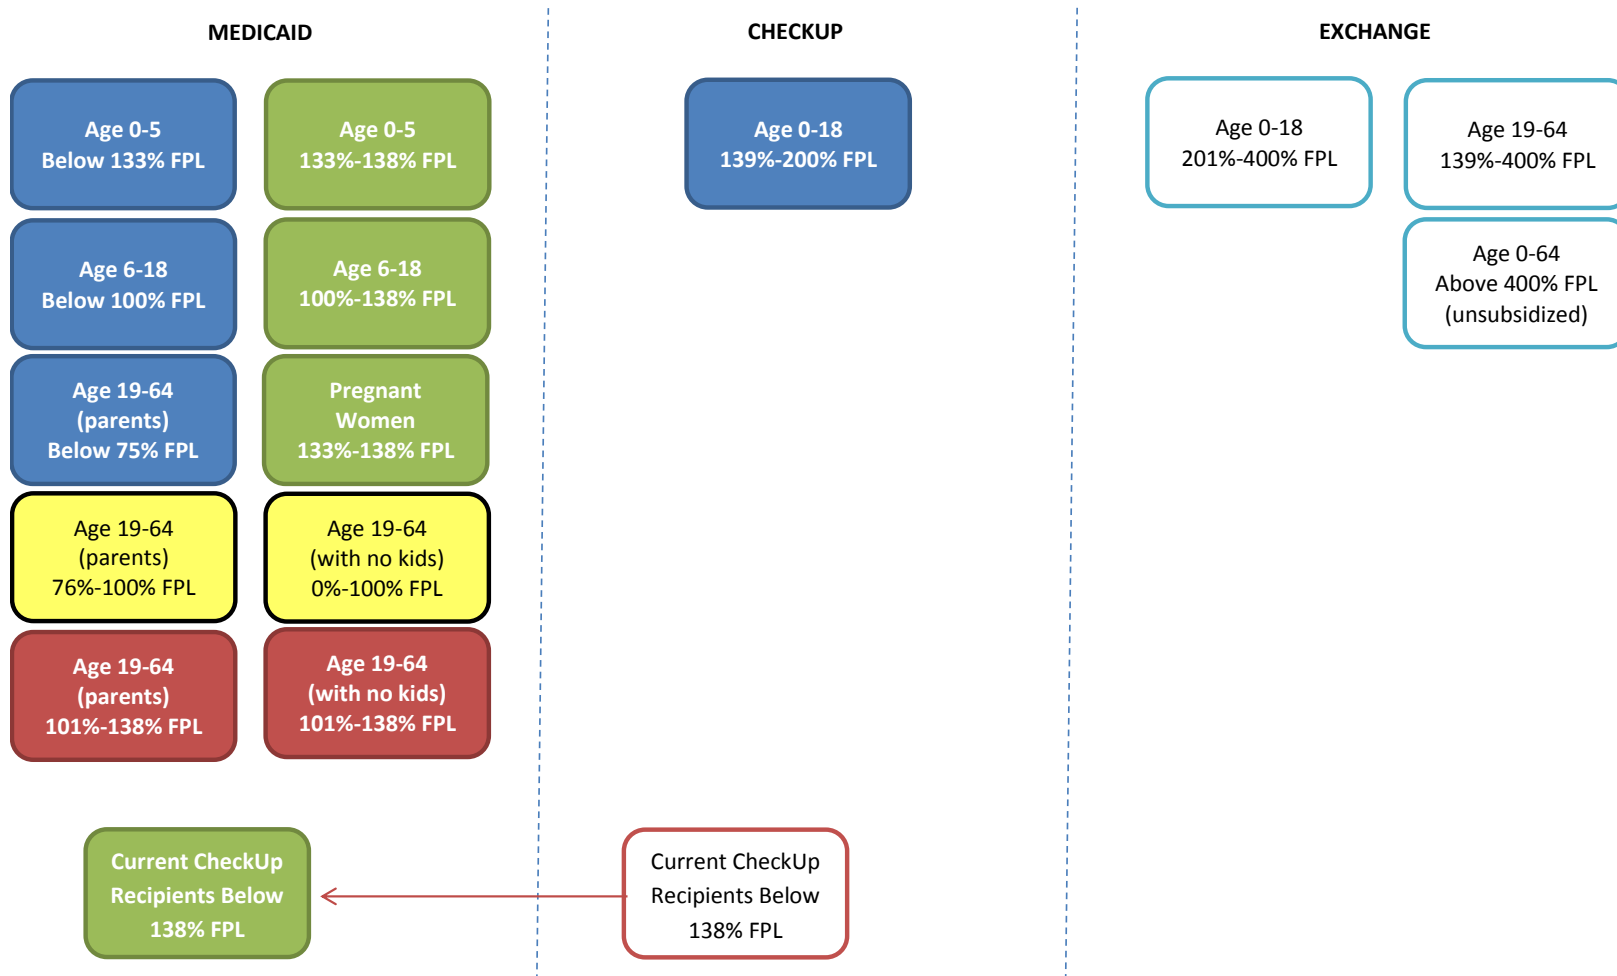 MEDICAID
CHECKUP
EXCHANGE
Age 0-5
Below 133% FPL
Age 0-5
133%-138% FPL
Age 0-18
139%-200% FPL
Age 0-18
201%-400% FPL
Age 19-64
139%-400% FPL
Age 6-18
Below 100% FPL
Age 6-18
100%-138% FPL
Age 0-64
Above 400% FPL
(unsubsidized)
Age 19-64
(parents)
Below 75% FPL
Pregnant
Women
133%-138% FPL
Age 19-64
(parents)
76%-100% FPL
Age 19-64
(with no kids)
0%-100% FPL
Age 19-64
(parents)
101%-138% FPL
Age 19-64
(with no kids)
101%-138% FPL
Current CheckUp
Recipients Below
138% FPL
Current CheckUp
Recipients Below
138% FPL